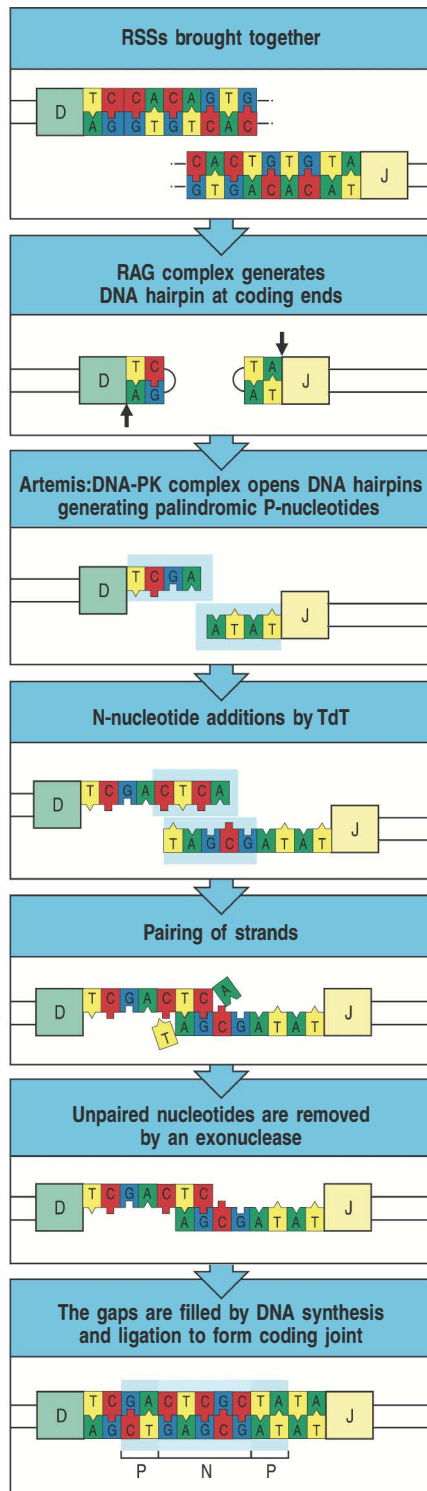 RSSs brought together
D T C C A C A G T G
A G G T G T C A C
C A C T G T G T A J
G T G A C A C A T
RAG complex generates
DNA hairpin at coding ends
D T C T A J
A G A T
Artemis:DNA-PK complex opens DNA hairpins
generating palindromic P-nucleotides
D T C G A
A T A T J
N-nucleotide additions by TdT
D T C G A C T C A
T A G C G A T A T J
Pairing of strands
D T C G A C T C A
T A G C G A T A T J
Unpaired nucleotides are removed
by an exonuclease
D T C G A C T C
A G C G A T A T J
The gaps are filled by DNA synthesis
and ligation to form coding joint
D T C G A C T C G C T A T A J
A G C T G A G C G A T A T
P N P